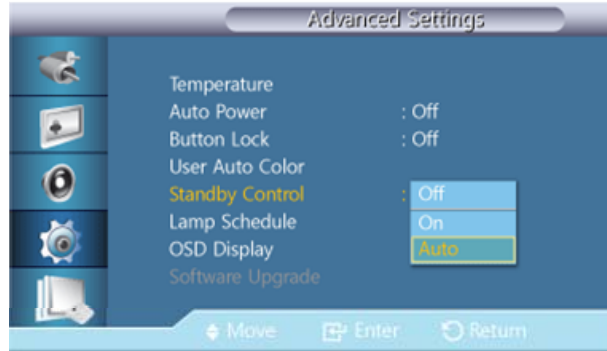 Advanced Settings
Temperature
Auto Power : Off
Button Lock : Off
User Auto Color
Standby Control : Off
Lamp Schedule On
OSD Display Auto
Software Upgrade
Move Enter Return